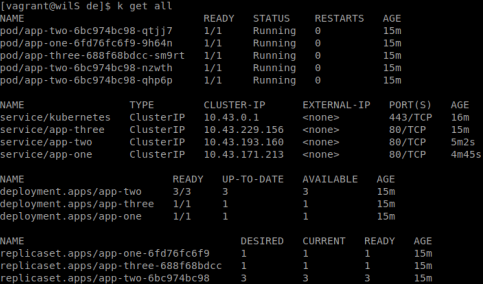 [vagrant@wilS de]$ k get all
NAME READY STATUS RESTARTS AGE
pod/app-two-6bc974bc98-qtjj7 1/1 Running 0 15m
pod/app-one-6fd76fc6f9-9h64n 1/1 Running 0 15m
pod/app-three-688f68bdcc-sm9rt 1/1 Running 0 15m
pod/app-two-6bc974bc98-nzwth 1/1 Running 0 15m
pod/app-two-6bc974bc98-qhp6p 1/1 Running 0 15m
NAME TYPE CLUSTER-IP EXTERNAL-IP PORT(S) AGE
service/kubernetes ClusterIP 10.43.0.1 <none> 443/TCP 16m
service/app-three ClusterIP 10.43.229.156 <none> 80/TCP 15m
service/app-two ClusterIP 10.43.193.160 <none> 80/TCP 5m2s
service/app-one ClusterIP 10.43.171.213 <none> 80/TCP 4m45s
NAME READY UP-TO-DATE AVAILABLE AGE
deployment.apps/app-two 3/3 3 3 15m
deployment.apps/app-three 1/1 1 1 15m
deployment.apps/app-one 1/1 1 1 15m
NAME DESIRED CURRENT READY AGE
replicaset.apps/app-one-6fd76fc6f9 1 1 1 15m
replicaset.apps/app-three-688f68bdcc 1 1 1 15m
replicaset.apps/app-two-6bc974bc98 3 3 3 15m